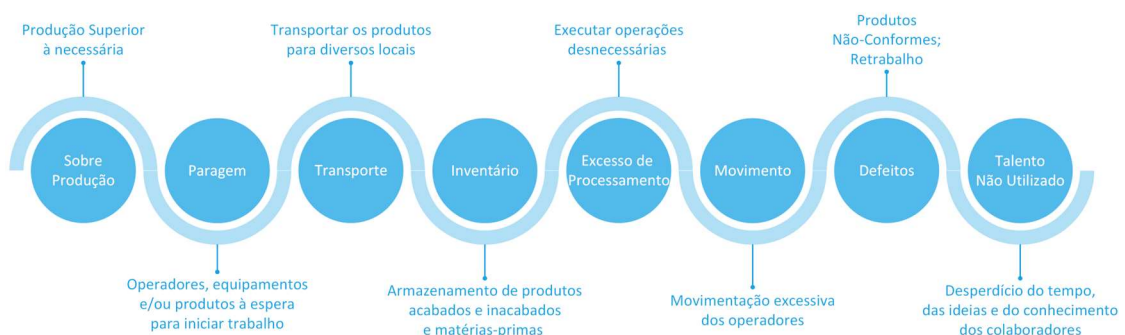 Produção Superior
à necessária
Transportar os produtos
para diversos locais
Executar operações
desnecessárias
Produtos
Não-Conformes;
Retrabalho
Sobre
Produção
Paragem
Transporte
Inventário
Excesso de
Processamento
Movimento
Defeitos
Talento
Não Utilizado
Operadores, equipamentos
e/ou produtos à espera
para iniciar trabalho
Armazenamento de produtos
acabados e inacabados
e matérias-primas
Movimentação excessiva
dos operadores
Desperdício do tempo,
das ideias e do conhecimento
dos colaboradores